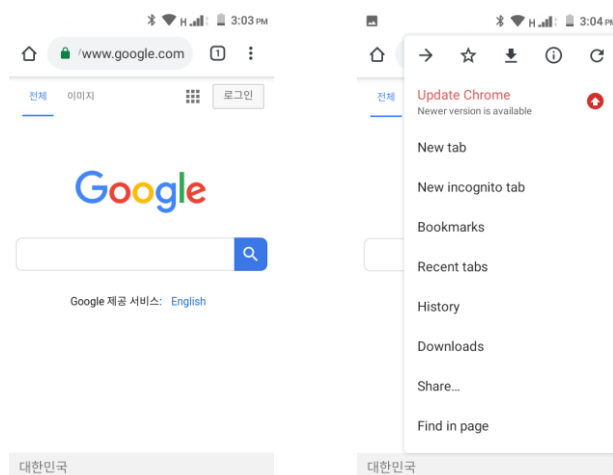 H 3:03 PM
/www.google.com 1
전체 이미지 로그인
Google
Google 제공 서비스: English
대한민국
H 3:04 PM
전체
Update Chrome
Newer version is available
New tab
New incognito tab
Bookmarks
Recent tabs
History
Downloads
Share...
Find in page
대한민국